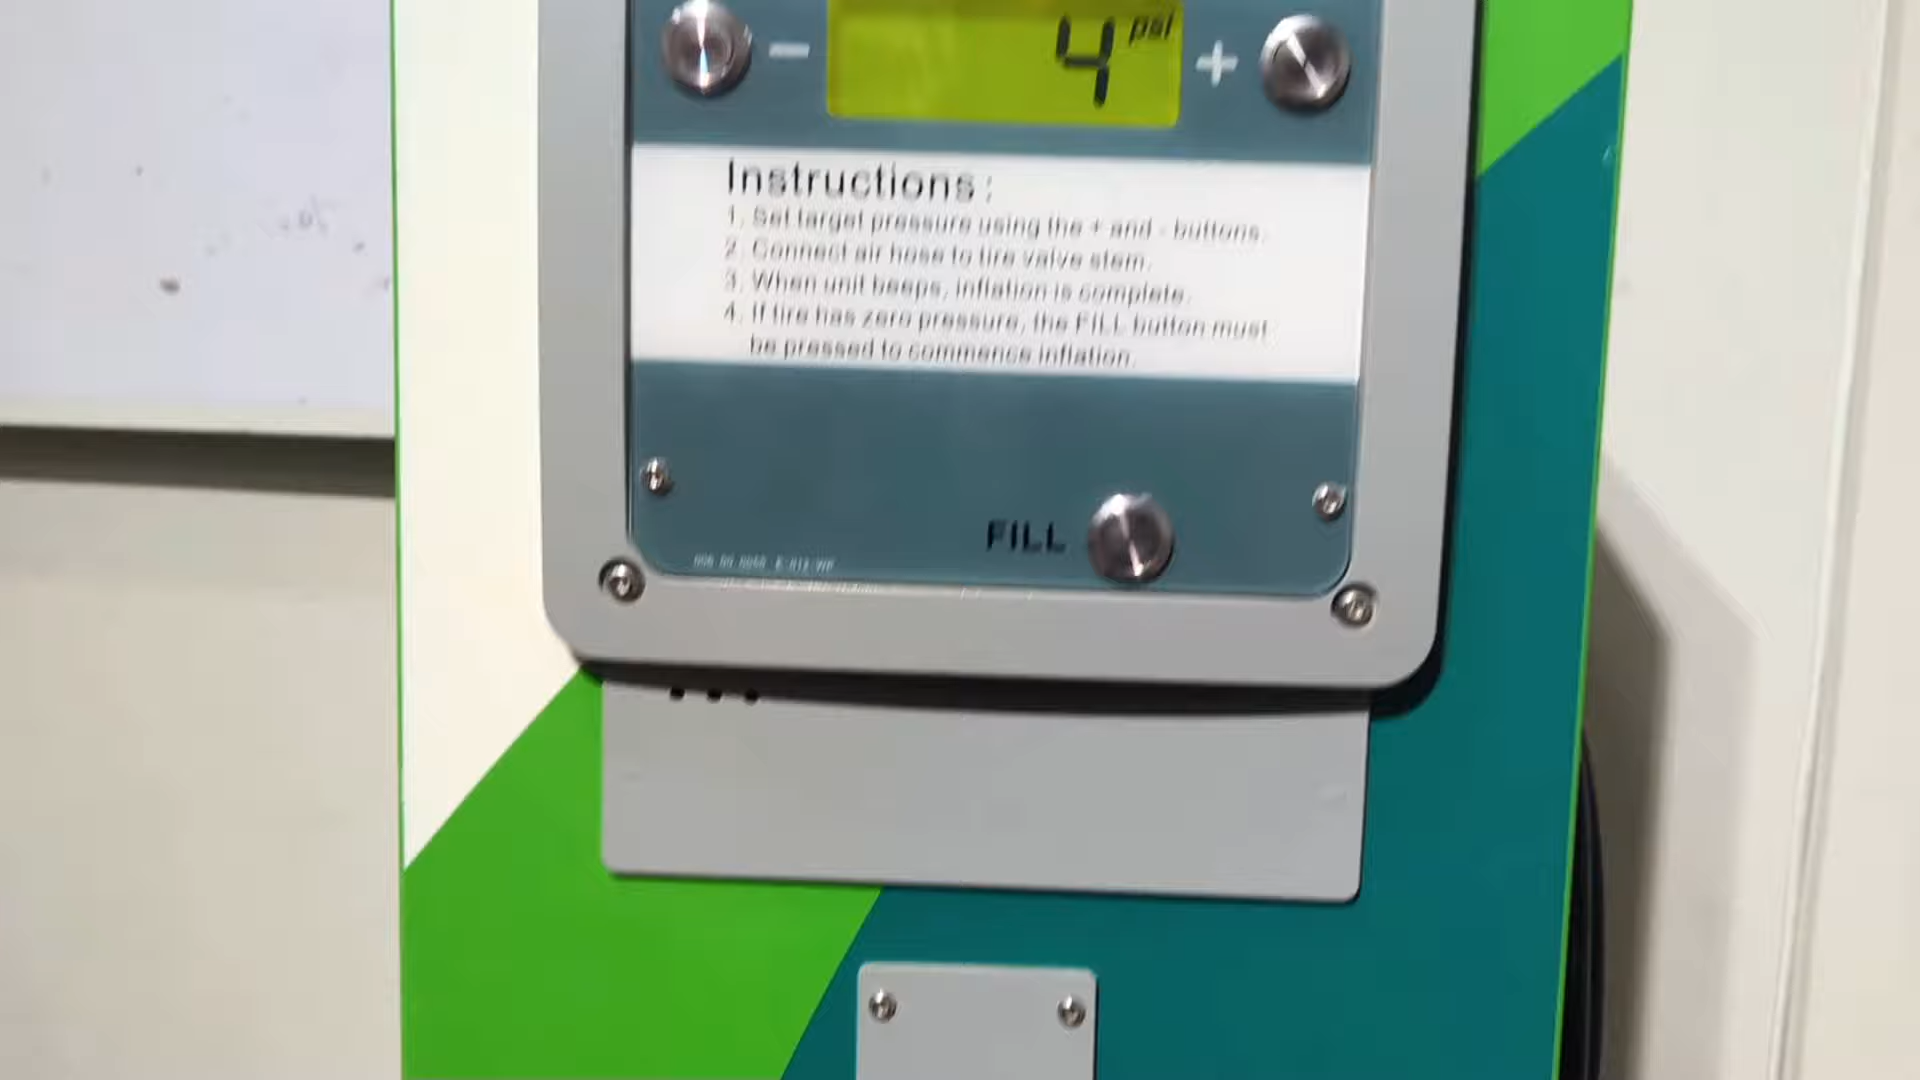 - 4 psi +
Instructions:
1. Set target pressure using the + and - buttons.
2. Connect air hose to tire valve stem.
3. When unit beeps, inflation is complete.
4. If tire has zero pressure, the FILL button must
be pressed to commence inflation.
FILL